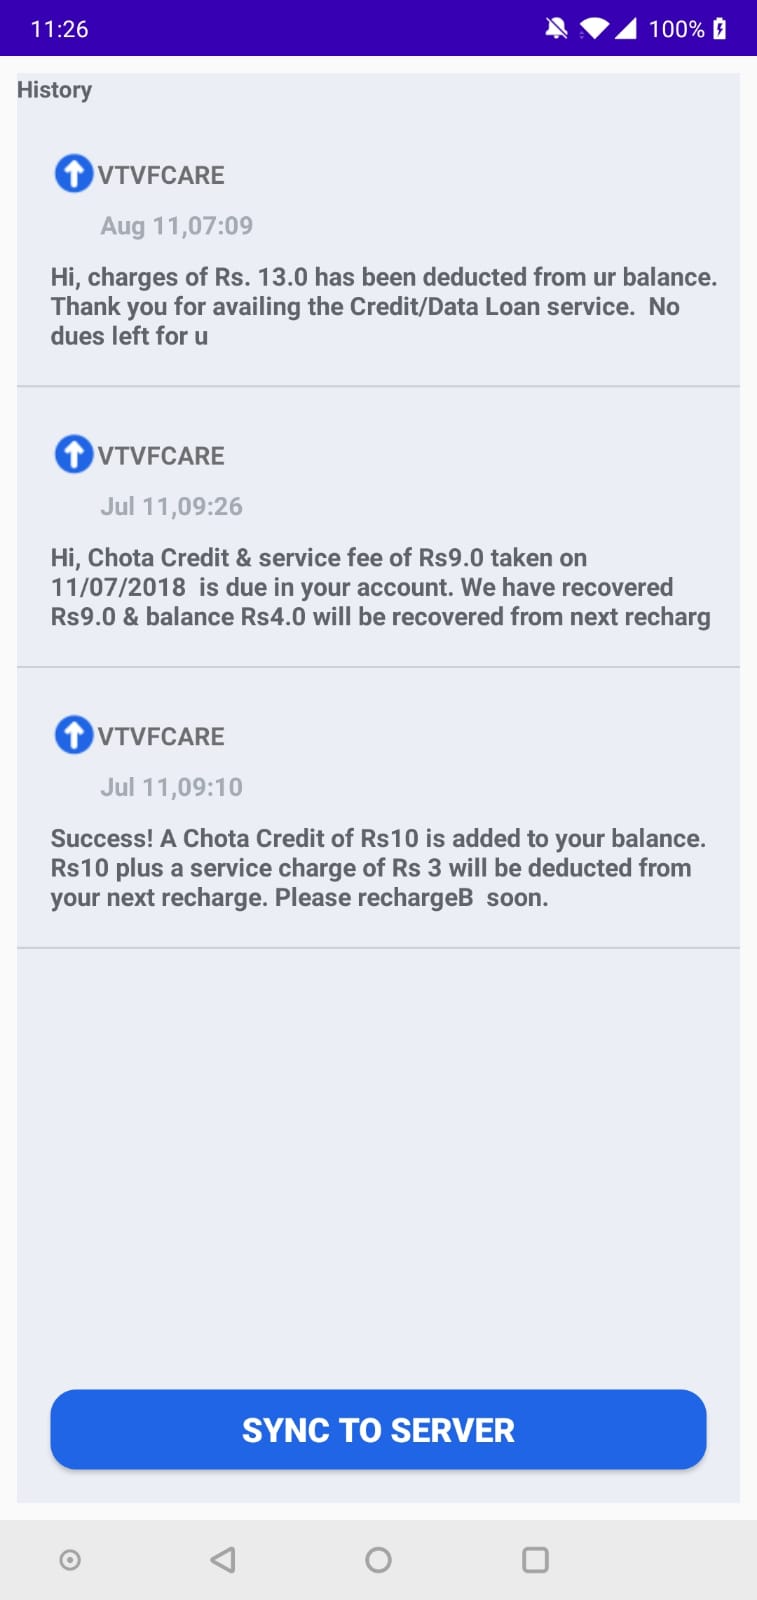 11:26
100%
History
VTVFCARE
Aug 11,07:09
Hi, charges of Rs. 13.0 has been deducted from ur balance.
Thank you for availing the Credit/Data Loan service.  No
dues left for u
VTVFCARE
Jul 11,09:26
Hi, Chota Credit & service fee of Rs9.0 taken on
11/07/2018  is due in your account. We have recovered
Rs9.0 & balance Rs4.0 will be recovered from next recharg
VTVFCARE
Jul 11,09:10
Success! A Chota Credit of Rs10 is added to your balance.
Rs10 plus a service charge of Rs 3 will be deducted from
your next recharge. Please rechargeB  soon.
SYNC TO SERVER